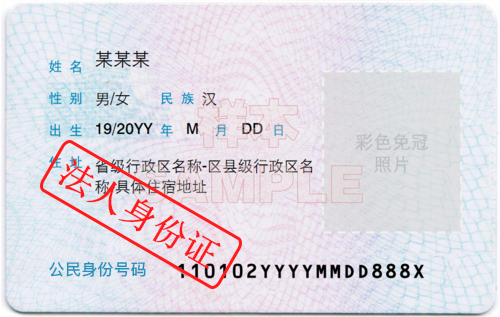 姓名 某某某
性别 男/女 民族 汉
出生 19/20YY 年 M 月 DD 日
住址 省级行政区名称-区县级行政区名
称-具体住宿地址
样本
SAMPLE
彩色免冠
照片
法人身份证
公民身份号码 110102YYYYMMDD888X